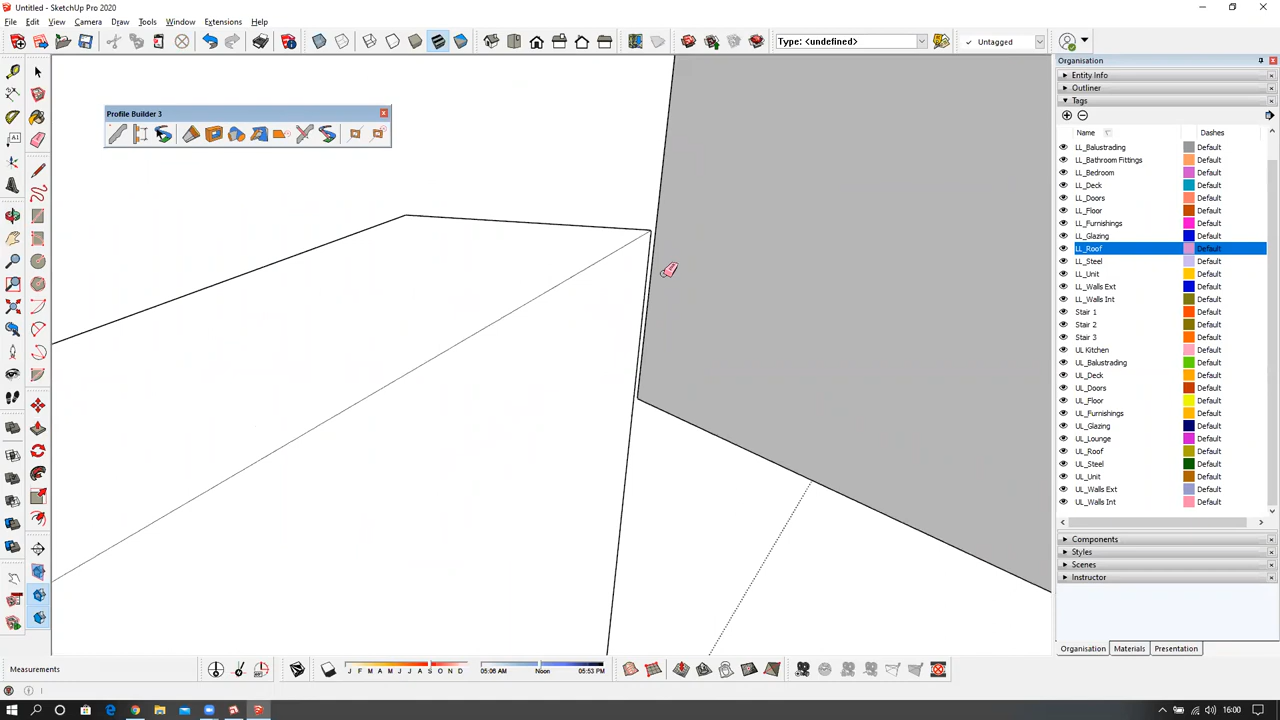 Untitled - SketchUp Pro 2020
File Edit View Camera Draw Tools Window Extensions Help
Type: <undefined>
Untagged
Organisation
Entity Info
Outliner
Tags
Profile Builder 3
Name Dashes
LL_Balustrading Default
LL_Bathroom Fittings Default
LL_Bedroom Default
LL_Deck Default
LL_Doors Default
LL_Floor Default
LL_Furnishings Default
LL_Glazing Default
LL_Roof Default
LL_Steel Default
LL_Unit Default
LL_Walls Ext Default
LL_Walls Int Default
Stair 1 Default
Stair 2 Default
Stair 3 Default
UL Kitchen Default
UL_Balustrading Default
UL_Deck Default
UL_Doors Default
UL_Floor Default
UL_Furnishings Default
UL_Glazing Default
UL_Lounge Default
UL_Roof Default
UL_Steel Default
UL_Unit Default
UL_Walls Ext Default
UL_Walls Int Default
Components
Styles
Scenes
Instructor
Organisation Materials Presentation
Measurements
J F M A M J J A S O N D
05:06 AM Noon 05:53 PM
16:00